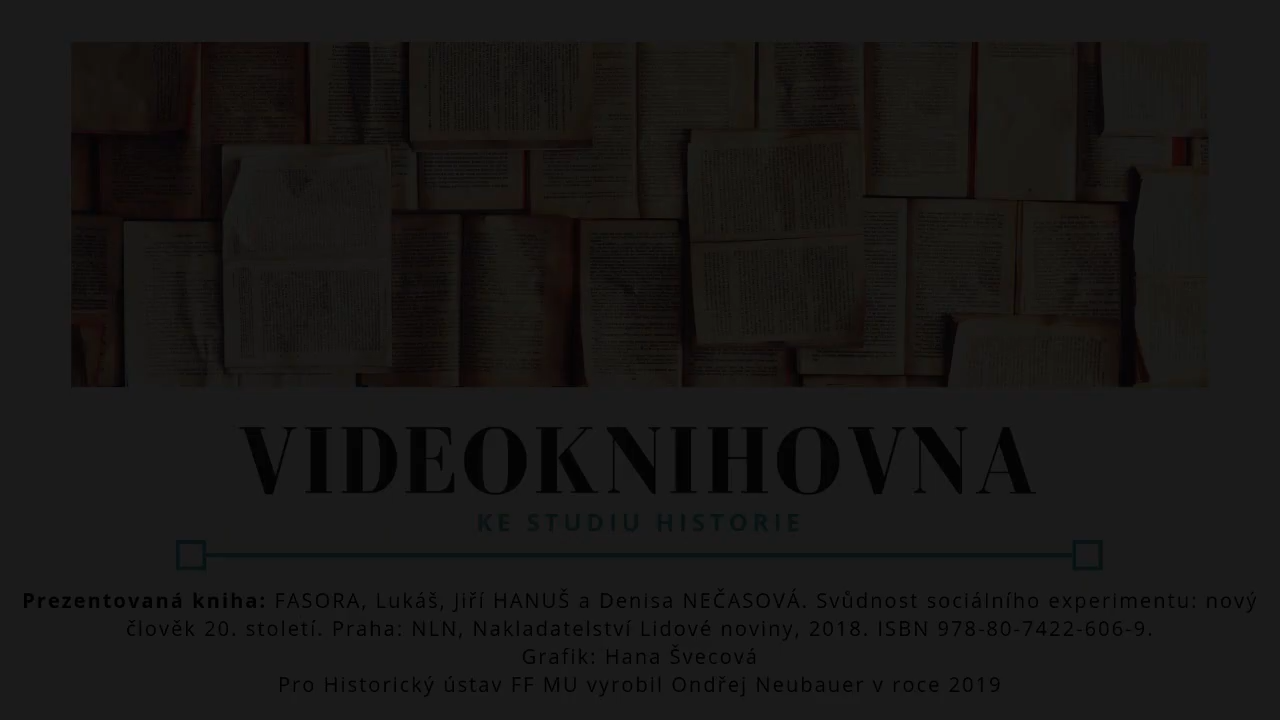 VIDEOKNIHOVNA
KE STUDIU HISTORIE
Prezentovaná kniha: FASORA, Lukáš, Jiří HANUŠ a Denisa NEČASOVÁ. Svůdnost sociálního experimentu: nový
člověk 20. století. Praha: NLN, Nakladatelství Lidové noviny, 2018. ISBN 978-80-7422-606-9.
Grafik: Hana Švecová
Pro Historický ústav FF MU vyrobil Ondřej Neubauer v roce 2019